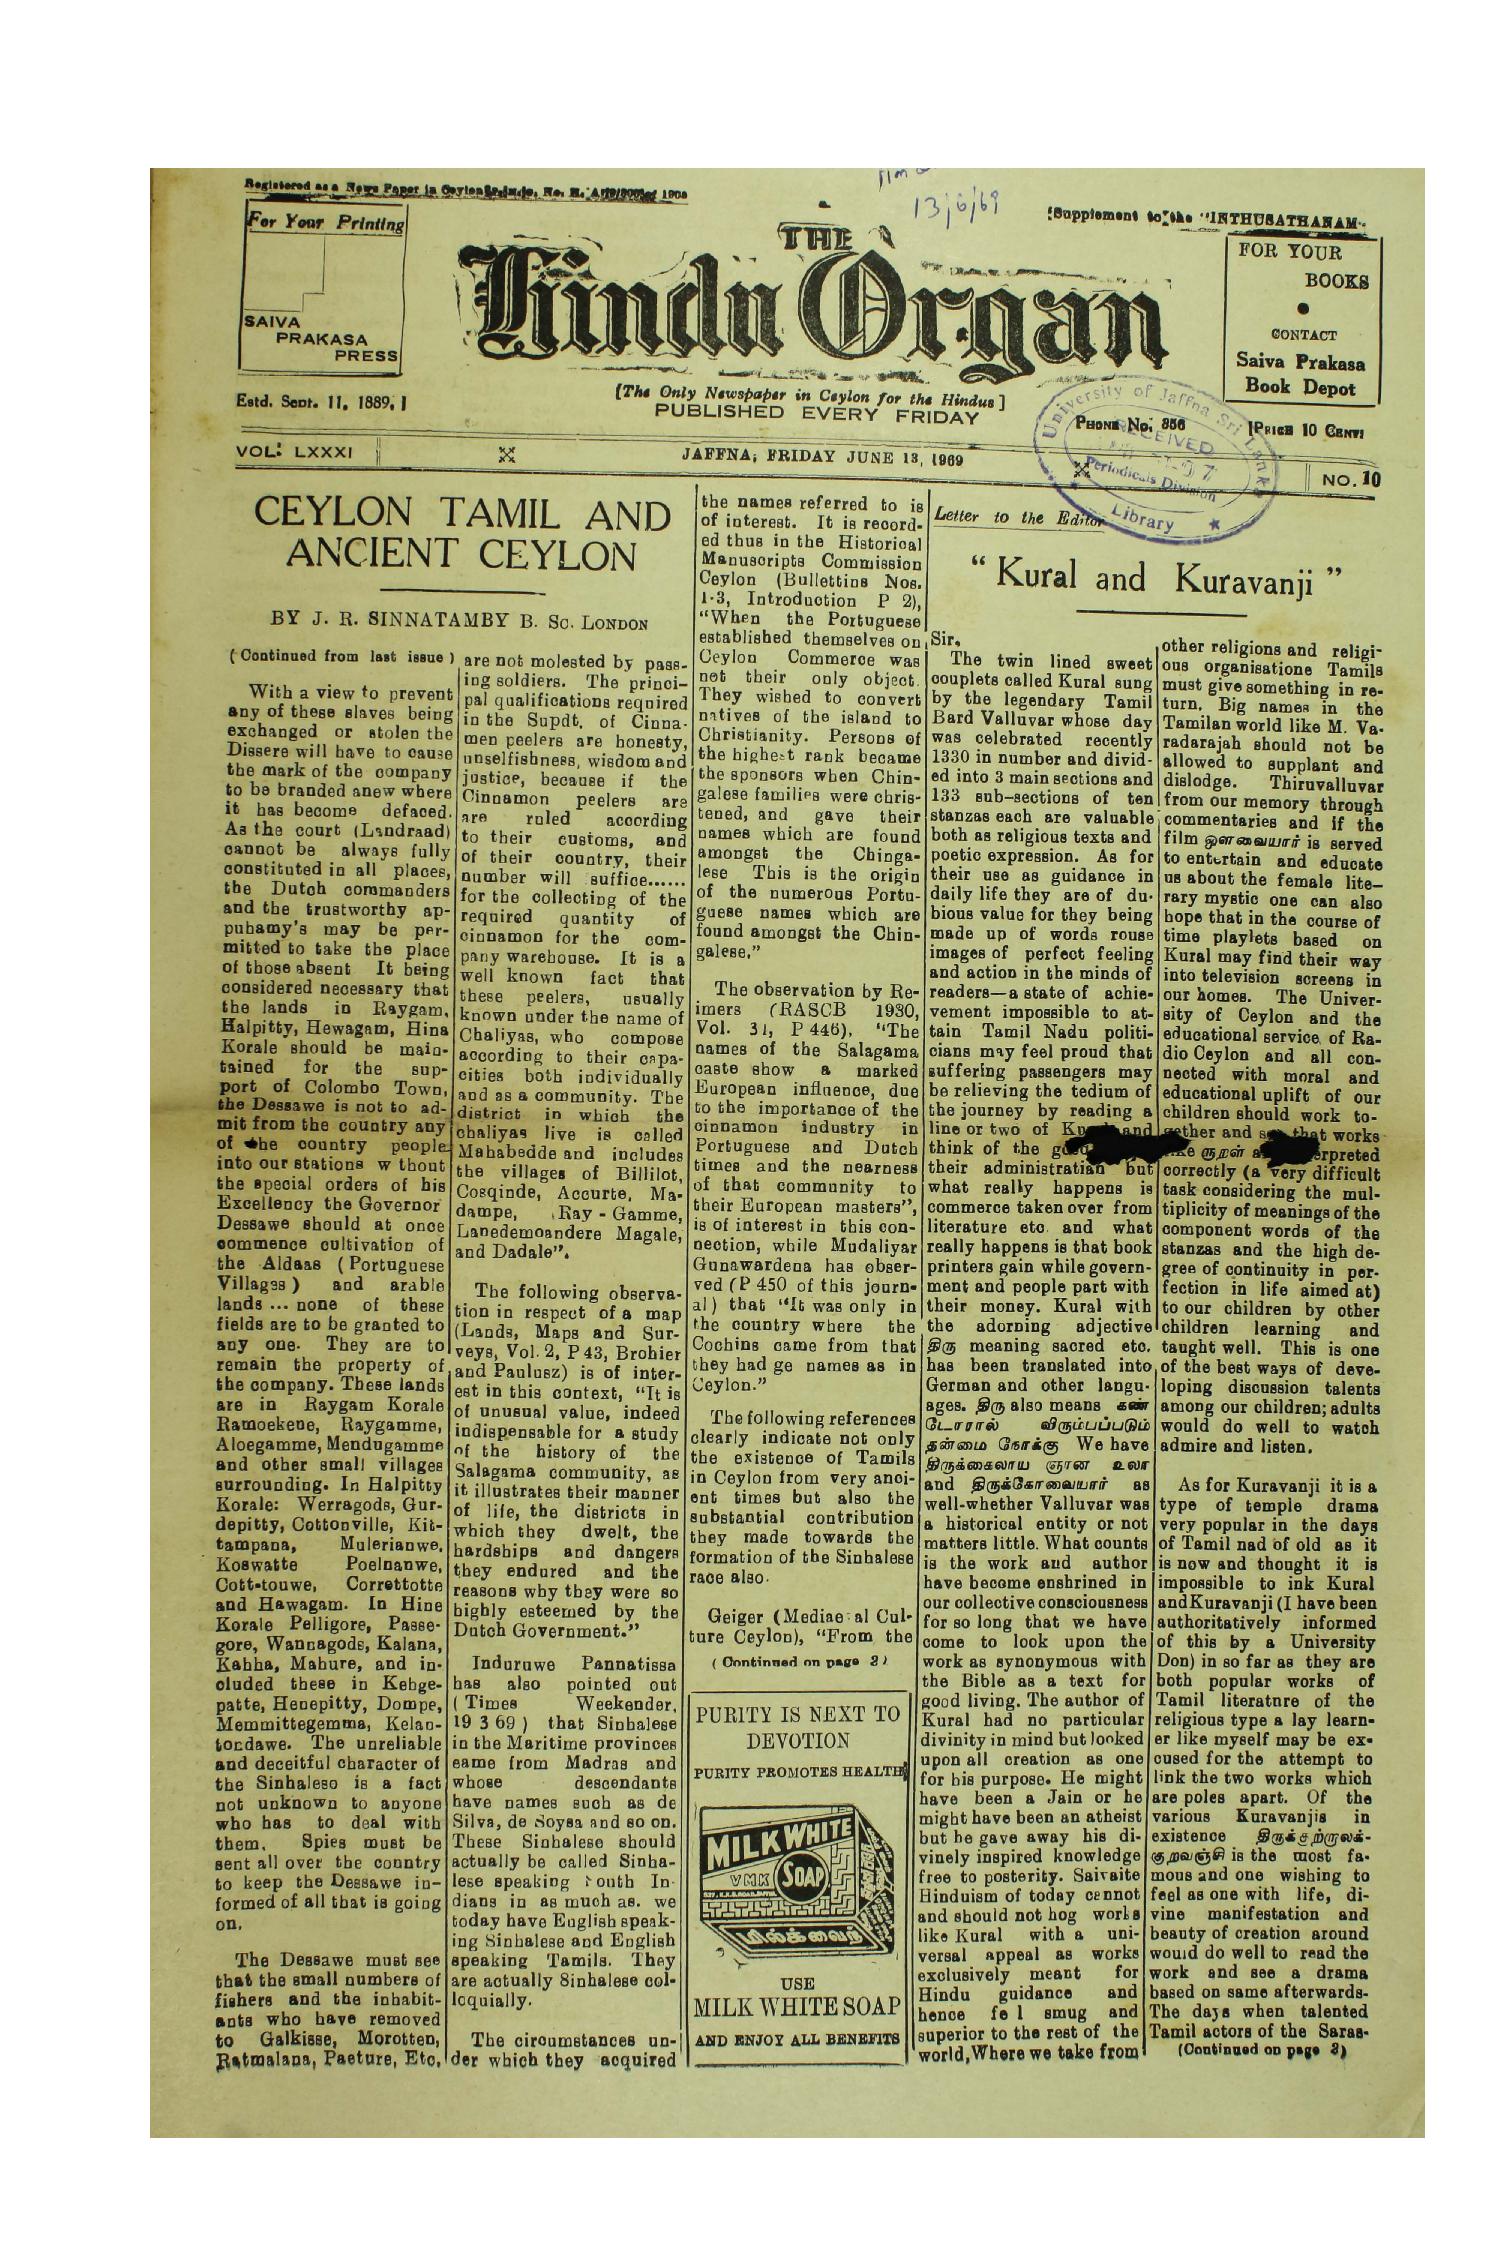 Registered as a News Paper in Ceylon
13/6/69
Supplement to the "INTHUSATHANAM
For Your Printing
SAIVA
PRAKASA
PRESS
THE
Hindu Organ
FOR YOUR
BOOKS
CONTACT
Saiva Prakasa
Book Depot
Estd. Sept. 11, 1889,
[The Only Newspaper in Ceylon for the Hindus]
PUBLISHED EVERY FRIDAY
PHONE No. 856
[PRICE 10 CENTS
University of Jaffna Sri Lanka
RECEIVED
Periodicals Division
Library
VOL: LXXXI
JAFFNA, FRIDAY JUNE 13, 1969
NO. 10
CEYLON TAMIL AND
ANCIENT CEYLON
BY J. R. SINNATAMBY B. Sc. LONDON
(Continued from last issue)
With a view to prevent
any of these slaves being
exchanged or stolen the
Dissere will have to cause
the mark of the company
to be branded anew where
it has become defaced.
As the court (Landraad)
cannot be always fully
constituted in all places,
the Dutch commanders
and the trustworthy ap-
puhamy's may be per-
mitted to take the place
of those absent It being
considered necessary that
the lands in Raygam,
Halpitty, Hewagam, Hina
Korale should be main-
tained for the sup-
port of Colombo Town,
the Dessawe is not to ad-
mit from the country any
of the country people
into our stations w thout
the special orders of his
Excellency the Governor
Dessawe should at once
commence cultivation of
the Aldaas (Portuguese
Villages) and arable
lands ... none of these
fields are to be granted to
any one. They are to
remain the property of
the company. These lands
are in Raygam Korale
Ramoekene, Raygamme,
Aloegamme, Mendugamme
and other small villages
surrounding. In Halpitty
Korale: Werragods, Gur-
depitty, Cottonville, Kit-
tampana, Mulerianwe,
Koswatte Poelnanwe,
Cott-touwe, Correttotte
and Hawagam. In Hine
Korale Pelligore, Passe-
gore, Wannagods, Kalana,
Kabha, Mabure, and in-
cluded these in Kebge-
patte, Henepitty, Dompe,
Memmittegemma, Kelan-
tordawe. The unreliable
and deceitful character of
the Sinhalese is a fact
not unknown to anyone
who has to deal with
them. Spies must be
sent all over the country
to keep the Dessawe in-
formed of all that is going
on.
The Dessawe must see
that the small numbers of
fishers and the inhabit-
ants who have removed
to Galkisse, Morotten,
Ratmalana, Paeture, Etc,
are not molested by pass-
ing soldiers. The princi-
pal qualifications required
in the Supdt. of Cinna-
men peelers are honesty,
unselfishness, wisdom and
justice, because if the
Cinnamon peelers are
are ruled according
to their customs, and
of their country, their
number will suffice......
for the collecting of the
required quantity of
cinnamon for the com-
pany warehouse. It is a
well known fact that
these peelers, usually
known under the name of
Chaliyas, who compose
according to their capa-
cities both individually
and as a community. The
district in which the
chaliyas live is called
Mahabedde and includes
the villages of Billilot,
Cosqinde, Accurte, Ma-
dampe, Ray - Gamme,
Lanedemoandere Magale,
and Dadale".
The following observa-
tion in respect of a map
(Lands, Maps and Sur-
veys, Vol. 2, P 43, Brohier
and Paulusz) is of inter-
est in this context, "It is
of unusual value, indeed
indispensable for a study
of the history of the
Salagama community, as
it illustrates their manner
of life, the districts in
which they dwelt, the
hardships and dangers
they endured and the
reasons why they were so
highly esteemed by the
Dutch Government."
Induruwe Pannatissa
has also pointed out
(Times Weekender,
19 3 69) that Sinhalese
in the Maritime provinces
eame from Madras and
whose descendants
have names such as de
Silva, de Soysa and so on.
These Sinhalese should
actually be called Sinha-
lese speaking South In-
dians in as much as. we
today have English speak-
ing Sinhalese and English
speaking Tamils. They
are actually Sinhalese col-
loquially.
The circumstances un-
der which they acquired
the names referred to is
of interest. It is record-
ed thus in the Historical
Manuscripts Commission
Ceylon (Bullettins Nos.
1-3, Introduction P 2),
"When the Portuguese
established themselves on
Ceylon Commerce was
not their only object.
They wished to convert
natives of the island to
Christianity. Persons of
the highest rank became
the sponsors when Chin-
galese families were chris-
tened, and gave their
names which are found
amongst the Chinga-
lese This is the origin
of the numerous Portu-
guese names which are
found amongst the Chin-
galese."
The observation by Re-
imers (RASCB 1930,
Vol. 31, P 446), "The
names of the Salagama
caste show a marked
European influence, due
to the importance of the
cinnamon industry in
Portuguese and Dutch
times and the nearness
of that community to
their European masters",
is of interest in this con-
nection, while Mudaliyar
Gunawardena has obser-
ved (P 450 of this journ-
al) that "It was only in
the country where the
Cochins came from that
they had ge names as in
Ceylon."
The following references
clearly indicate not only
the existence of Tamils
in Ceylon from very anci-
ent times but also the
substantial contribution
they made towards the
formation of the Sinhalese
race also.
Geiger (Mediae al Cul-
ture Ceylon), "From the
(Continued on page 2)
PURITY IS NEXT TO
DEVOTION
PURITY PROMOTES HEALTH
MILK WHITE
VMK SOAP
மில்க்வைற்
USE
MILK WHITE SOAP
AND ENJOY ALL BENEFITS
Letter to the Editor
"Kural and Kuravanji"
Sir,
The twin lined sweet
couplets called Kural sung
by the legendary Tamil
Bard Valluvar whose day
was celebrated recently
1330 in number and divid-
ed into 3 main sections and
133 sub-sections of ten
stanzas each are valuable
both as religious texts and
poetic expression. As for
their use as guidance in
daily life they are of du-
bious value for they being
made up of words rouse
images of perfect feeling
and action in the minds of
readers—a state of achie-
vement impossible to at-
tain Tamil Nadu politi-
cians may feel proud that
suffering passengers may
be relieving the tedium of
the journey by reading a
line or two of and
think of the
their administratian but
what really happens is
commerce taken over from
literature etc. and what
really happens is that book
printers gain while govern-
ment and people part with
their money. Kural with
the adorning adjective
திரு meaning sacred etc.
has been translated into
German and other langu-
ages. திரு also means கண்
டோரால் விரும்பப்படும்
தன்மை நோக்கு We have
திருக்கைலாய ஞான உலா
and திருக்கோவையார் as
well-whether Valluvar was
a historical entity or not
matters little. What counts
is the work and author
have become enshrined in
our collective consciousness
for so long that we have
come to look upon the
work as synonymous with
the Bible as a text for
good living. The author of
Kural had no particular
divinity in mind but looked
upon all creation as one
for his purpose. He might
have been a Jain or he
might have been an atheist
but he gave away his di-
vinely inspired knowledge
free to posterity. Saivaite
Hinduism of today cannot
and should not hog works
like Kural with a uni-
versal appeal as works
exclusively meant for
Hindu guidance and
hence fe l smug and
superior to the rest of the
world, Where we take from
other religions and religi-
ous organisatione Tamils
must give something in re-
turn. Big names in the
Tamilan world like M. Va-
radarajah should not be
allowed to supplant and
dislodge. Thiruvalluvar
from our memory through
commentaries and if the
film ஔவையார் is served
to entertain and educate
us about the female lite-
rary mystic one can also
hope that in the course of
time playlets based on
Kural may find their way
into television screens in
our homes. The Univer-
sity of Ceylon and the
educational service, of Ra-
dio Ceylon and all con-
nected with moral and
educational uplift of our
children should work to-
gether and that works
குறள்
correctly (a very difficult
task considering the mul-
tiplicity of meanings of the
component words of the
stanzas and the high de-
gree of continuity in per-
fection in life aimed at)
to our children by other
children learning and
taught well. This is one
of the best ways of deve-
loping discussion talents
among our children; adults
would do well to watch
admire and listen.
As for Kuravanji it is a
type of temple drama
very popular in the days
of Tamil nad of old as it
is now and thought it is
impossible to ink Kural
andKuravanji (I have been
authoritatively informed
of this by a University
Don) in so far as they are
both popular works of
Tamil literatnre of the
religious type a lay learn-
er like myself may be ex-
cused for the attempt to
link the two works which
are poles apart. Of the
various Kuravanjis in
existence திருக்குற்றாலக்-
குறவஞ்சி is the most fa-
mous and one wishing to
feel as one with life, di-
vine manifestation and
beauty of creation around
would do well to read the
work and see a drama
based on same afterwards-
The days when talented
Tamil actors of the Saras-
(Continued on page 2)